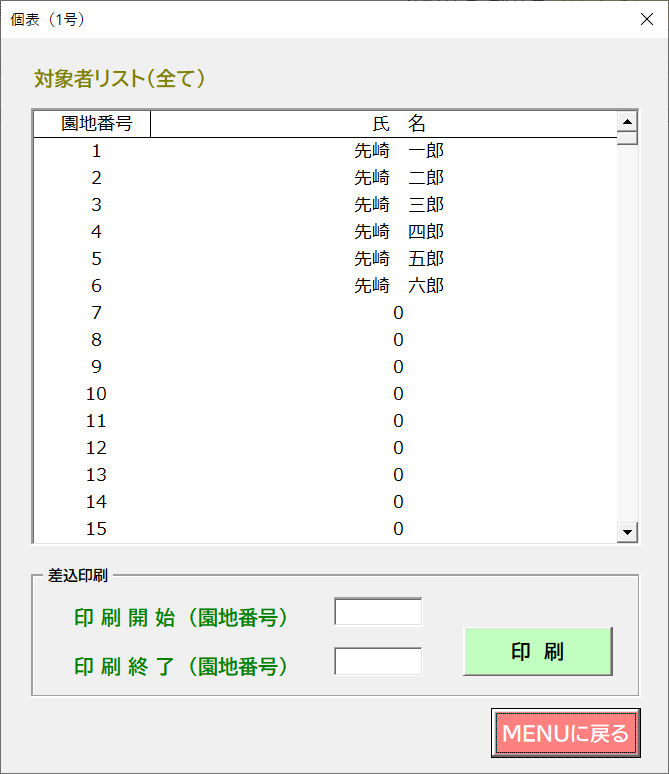 個表（1号）
対象者リスト（全て）
園地番号 氏　名
1 先崎　一郎
2 先崎　二郎
3 先崎　三郎
4 先崎　四郎
5 先崎　五郎
6 先崎　六郎
7 0
8 0
9 0
10 0
11 0
12 0
13 0
14 0
15 0
差込印刷
印 刷 開 始 （園地番号）
印 刷 終 了 （園地番号）
印 刷
MENUに戻る